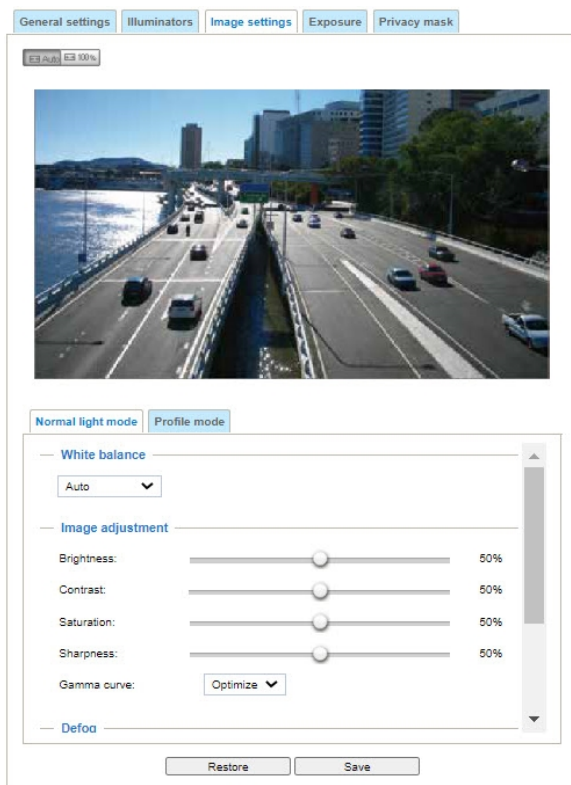 General settings Illuminators Image settings Exposure Privacy mask
Auto 100%
Normal light mode Profile mode
White balance
Auto
Image adjustment
Brightness: 50%
Contrast: 50%
Saturation: 50%
Sharpness: 50%
Gamma curve: Optimize
Defog
Restore Save